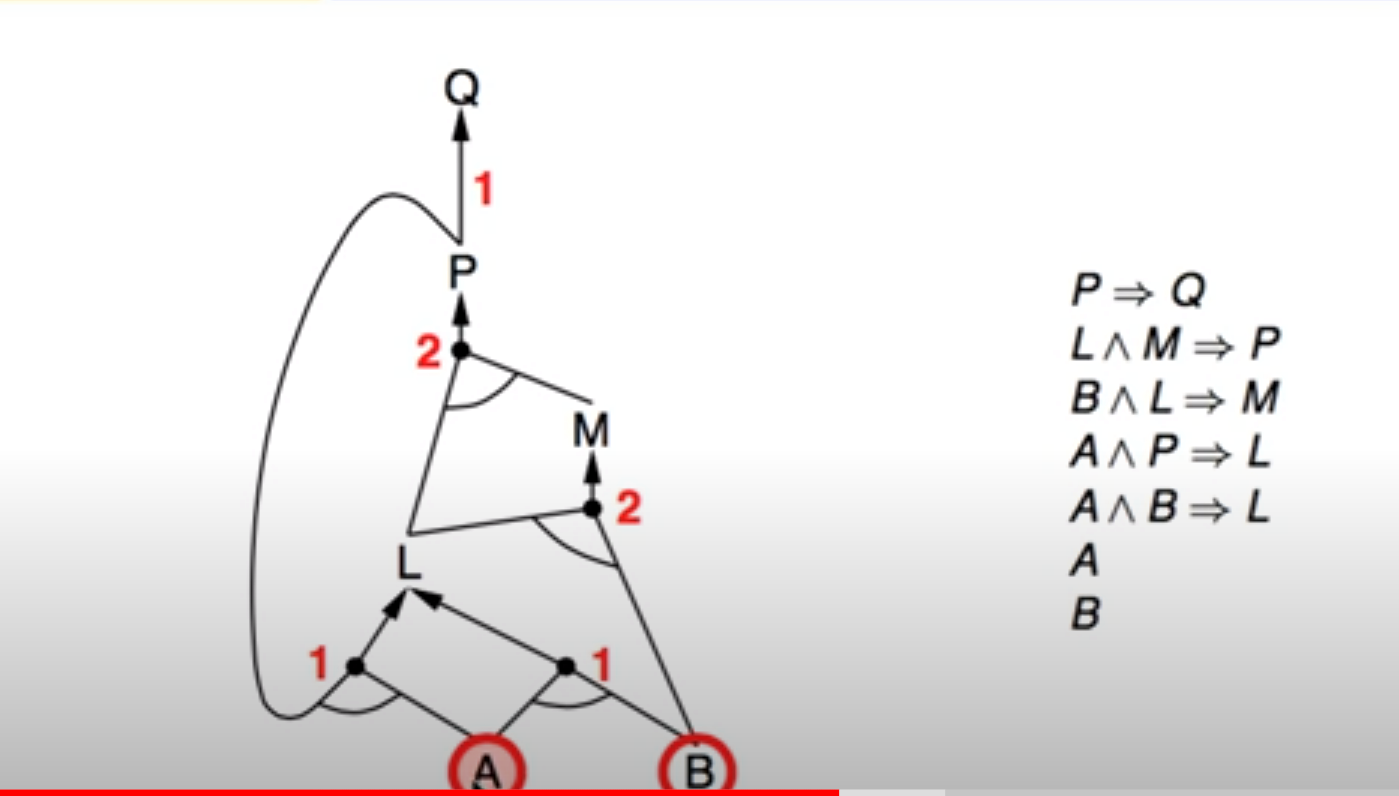 Q
1
P
2
M
2
L
1
1
A
B
P ⇒ Q
L ∧ M ⇒ P
B ∧ L ⇒ M
A ∧ P ⇒ L
A ∧ B ⇒ L
A
B